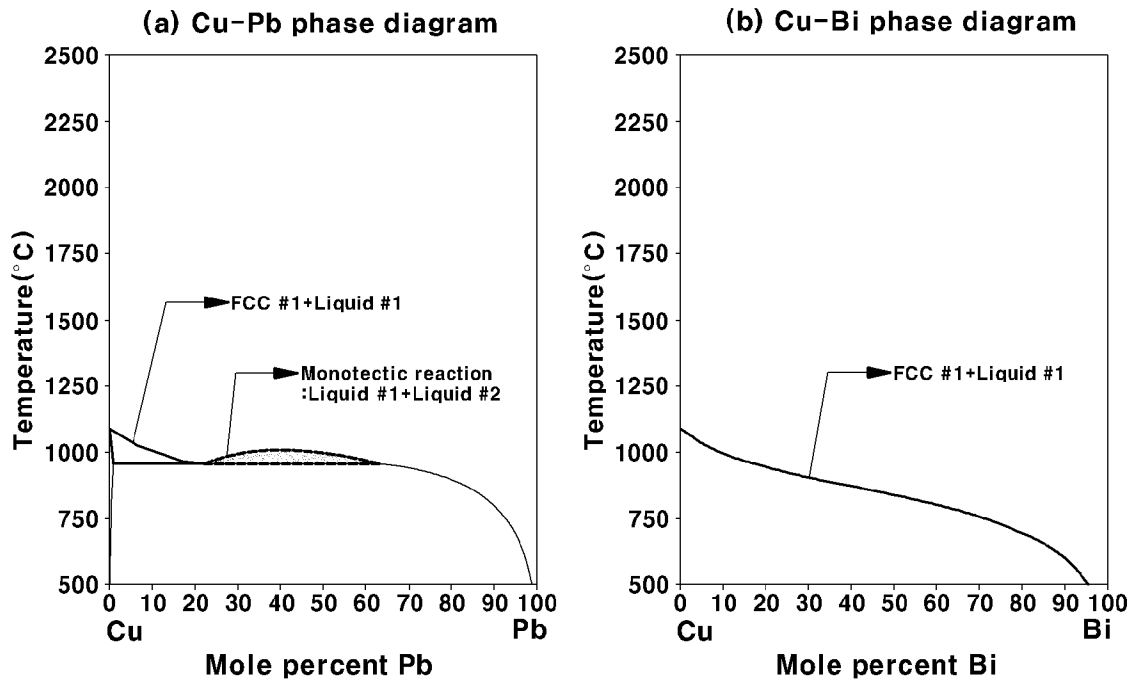 (a) Cu-Pb phase diagram
2500
2250
2000
1750
1500
1250
1000
750
500
Temperature(°C)
FCC #1+Liquid #1
Monotectic reaction
:Liquid #1+Liquid #2
0 10 20 30 40 50 60 70 80 90 100
Cu Pb
Mole percent Pb
(b) Cu-Bi phase diagram
2500
2250
2000
1750
1500
1250
1000
750
500
Temperature(°C)
FCC #1+Liquid #1
0 10 20 30 40 50 60 70 80 90 100
Cu Bi
Mole percent Bi